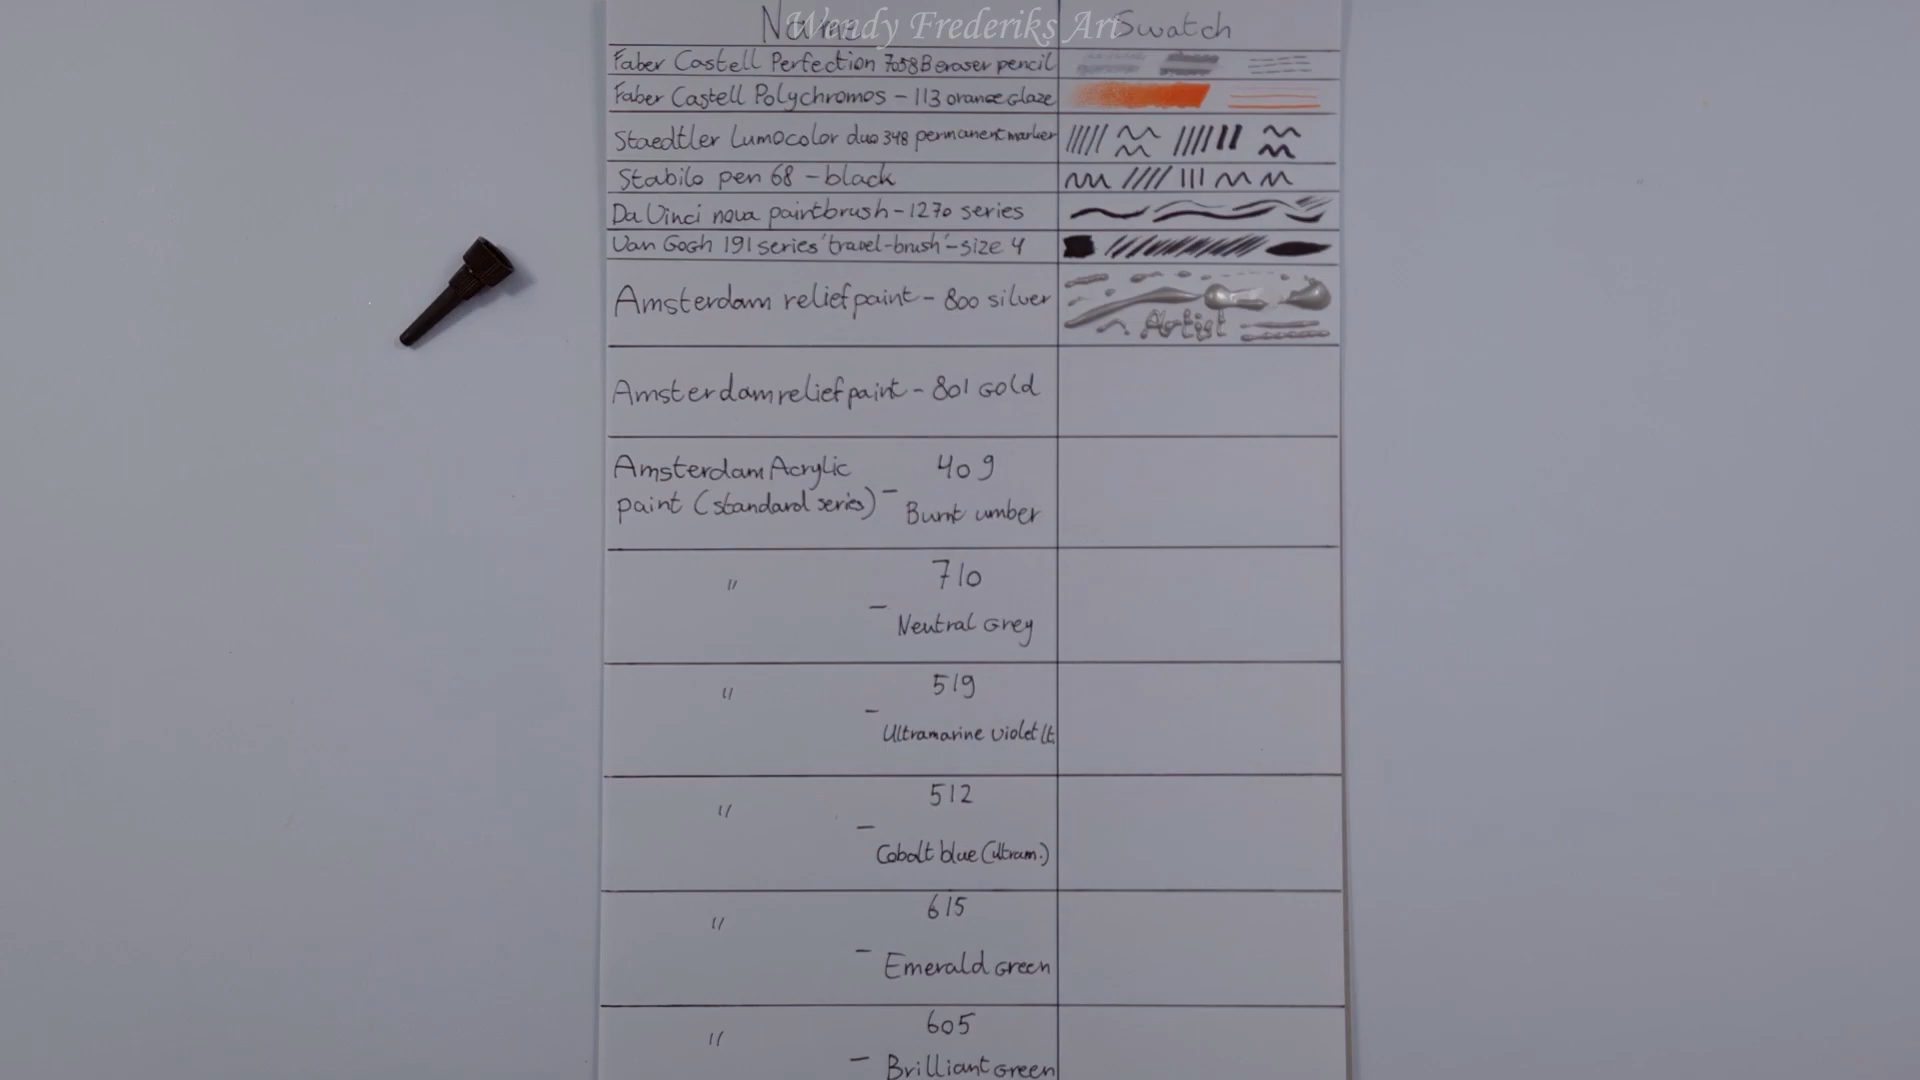 Name Swatch
Wendy Frederiks Art
Faber Castell Perfection 7058B eraser pencil
Faber Castell Polychromos - 113 orange glaze
Staedtler Lumocolor duo 348 permanent marker
Stabilo pen 68 - black
Da Vinci nova paintbrush - 1270 series
Van Gogh 191 series 'travel-brush' - size 4
Amsterdam relief paint - 800 silver
Artist
Amsterdam relief paint - 801 Gold
Amsterdam Acrylic 409
paint (standard series) - Burnt umber
" 710
- Neutral Grey
" 519
- Ultramarine violet lt.
" 512
- Cobalt blue (ultram.)
" 615
- Emerald Green
" 605
- Brilliant Green